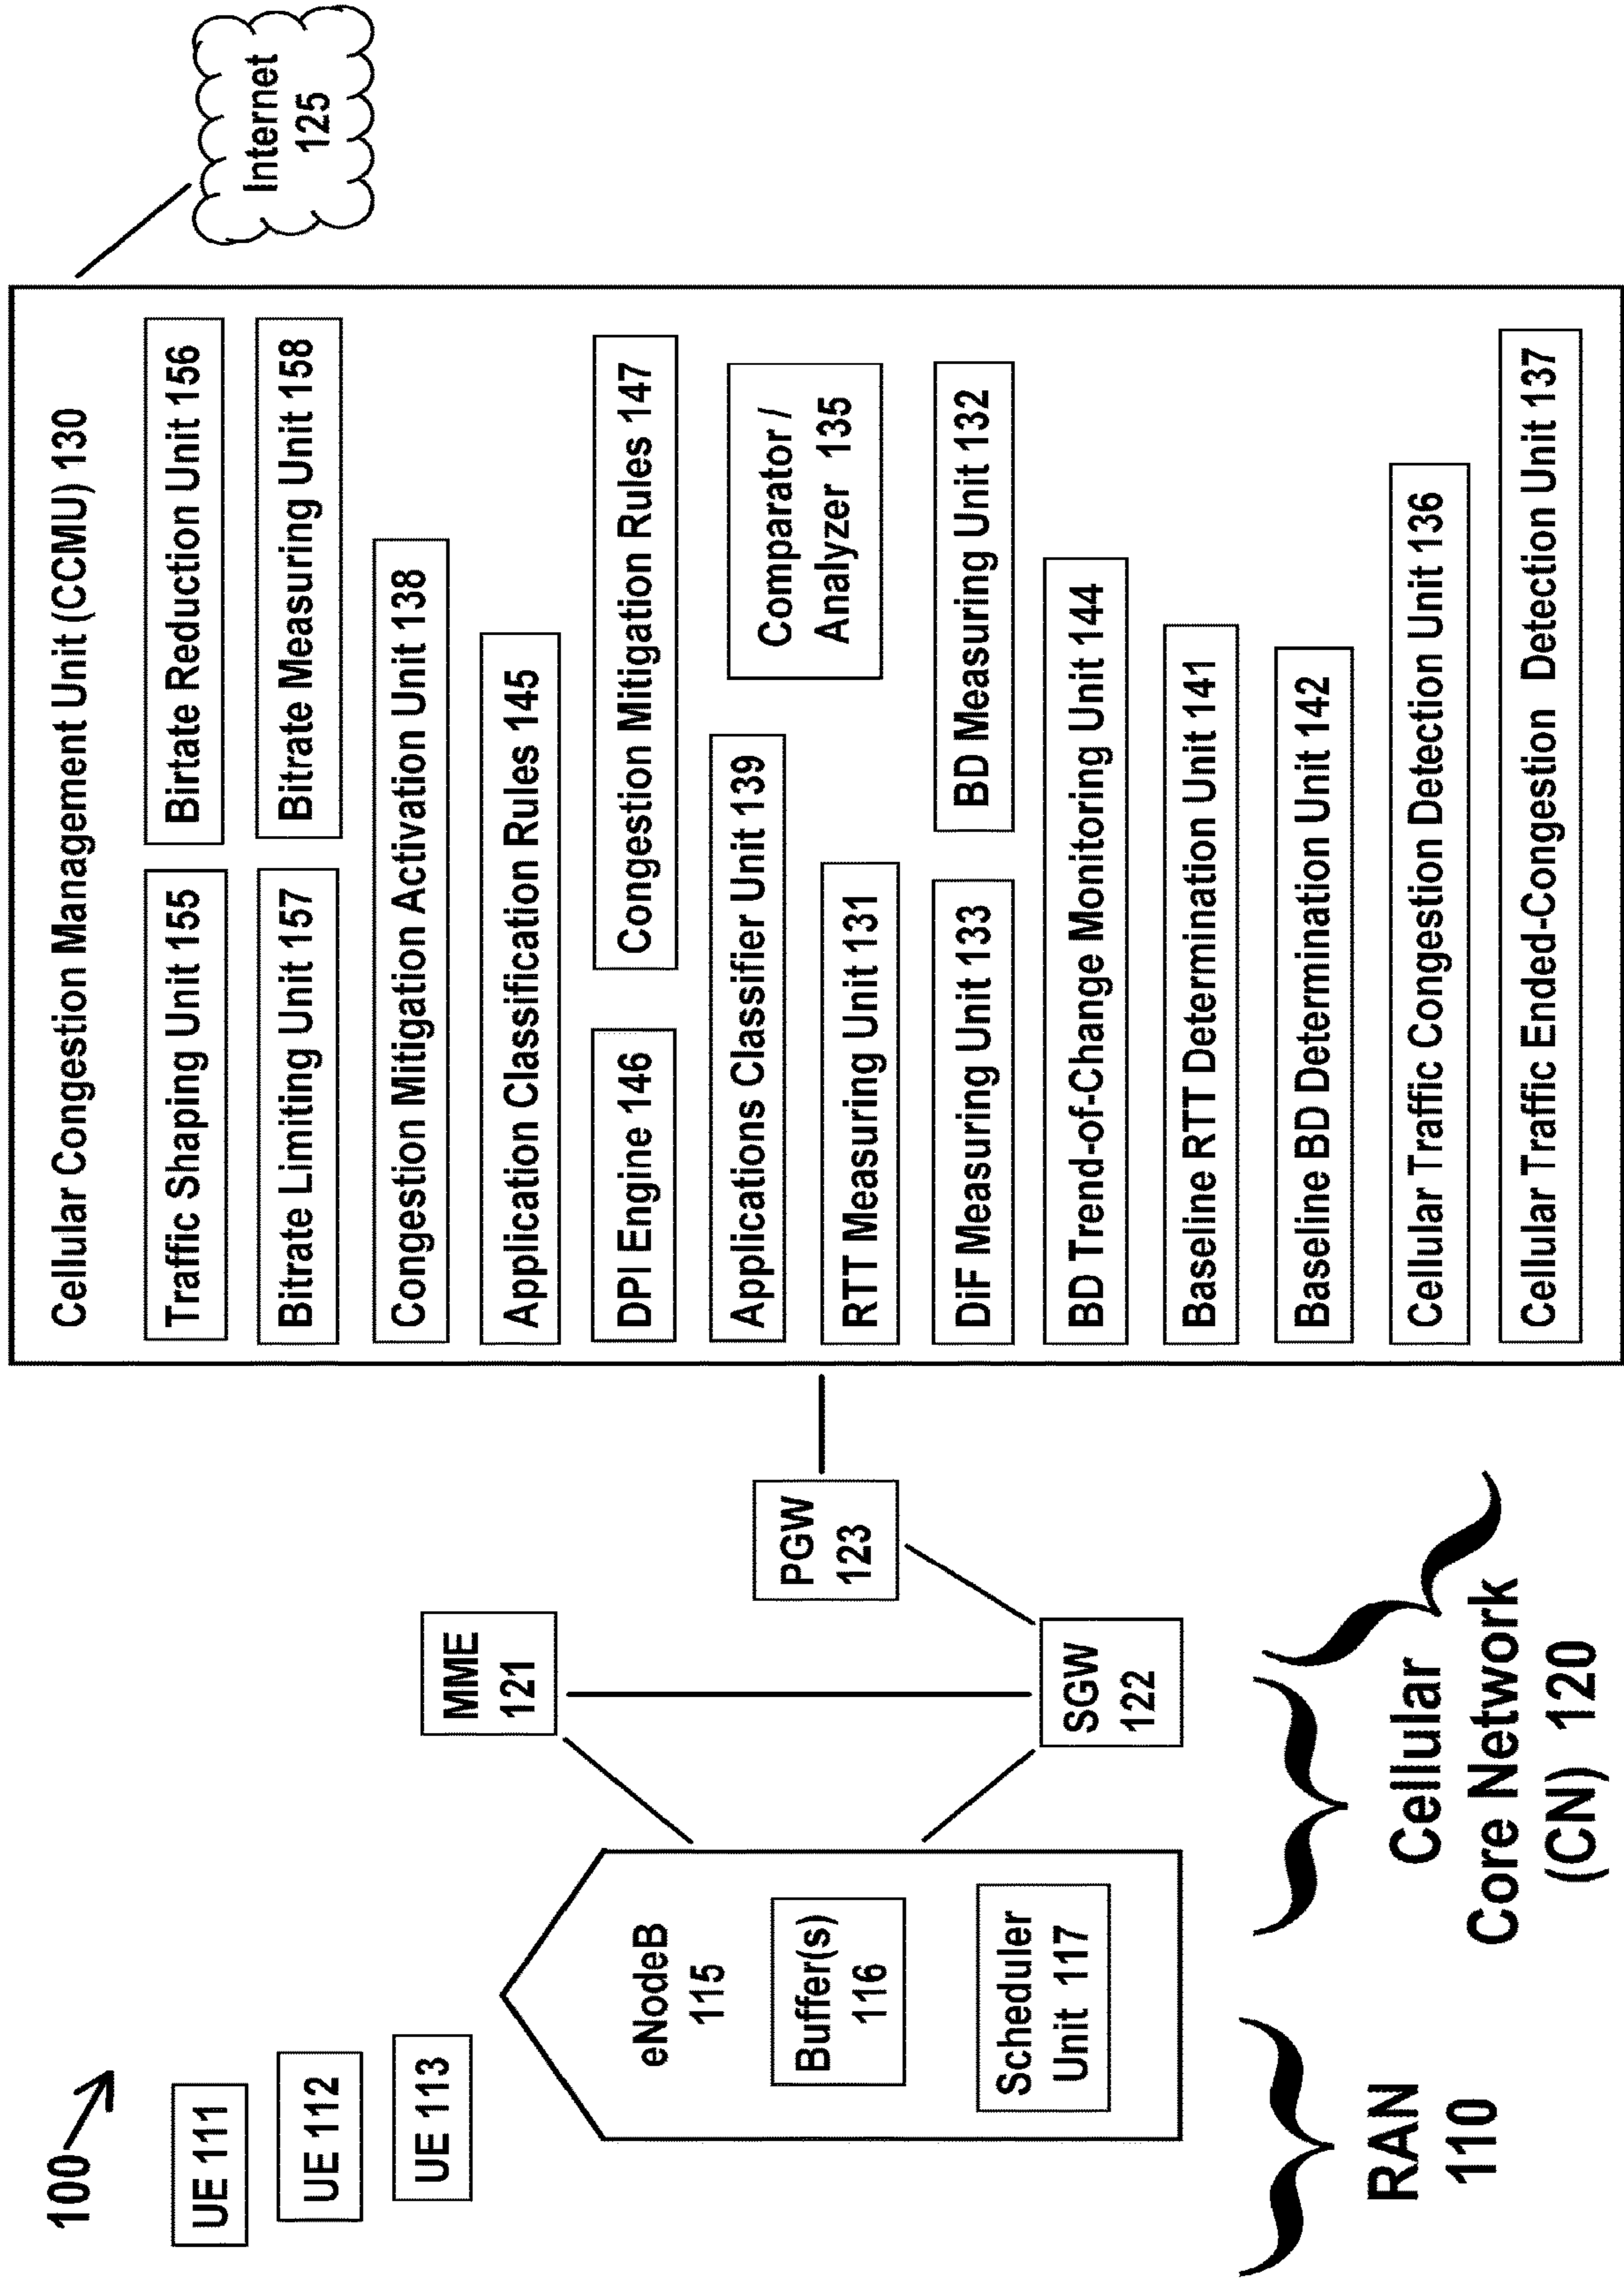 100
UE 111
UE 112
UE 113
eNodeB
115
Buffer(s)
116
Scheduler
Unit 117
RAN
110
MME
121
SGW
122
PGW
123
Cellular
Core Network
(CN) 120
Cellular Congestion Management Unit (CCMU) 130
Traffic Shaping Unit 155
Birtate Reduction Unit 156
Bitrate Limiting Unit 157
Bitrate Measuring Unit 158
Congestion Mitigation Activation Unit 138
Application Classification Rules 145
DPI Engine 146
Congestion Mitigation Rules 147
Applications Classifier Unit 139
Comparator /
Analyzer 135
RTT Measuring Unit 131
DiF Measuring Unit 133
BD Measuring Unit 132
BD Trend-of-Change Monitoring Unit 144
Baseline RTT Determination Unit 141
Baseline BD Determination Unit 142
Cellular Traffic Congestion Detection Unit 136
Cellular Traffic Ended-Congestion Detection Unit 137
Internet
125